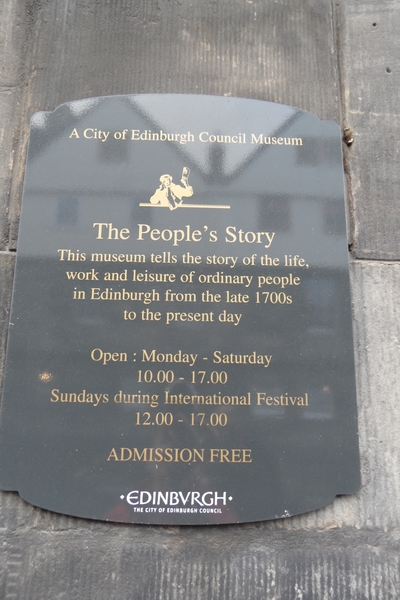 A City of Edinburgh Council Museum
The People's Story
This museum tells the story of the life,
work and leisure of ordinary people
in Edinburgh from the late 1700s
to the present day
Open : Monday - Saturday
10.00 - 17.00
Sundays during International Festival
12.00 - 17.00
ADMISSION FREE
·EDINBVRGH·
THE CITY OF EDINBURGH COUNCIL